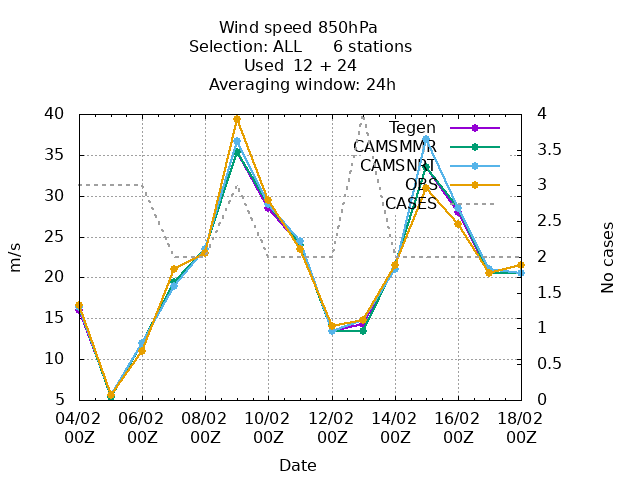 Wind speed 850hPa
Selection: ALL 6 stations
Used 12 + 24
Averaging window: 24h
40
35
30
25
20
15
10
5
m/s
4
3.5
3
2.5
2
1.5
1
0.5
0
No cases
Tegen
CAMSMMR
CAMSNRT
OBS
CASES
04/02 06/02 08/02 10/02 12/02 14/02 16/02 18/02
00Z 00Z 00Z 00Z 00Z 00Z 00Z 00Z
Date